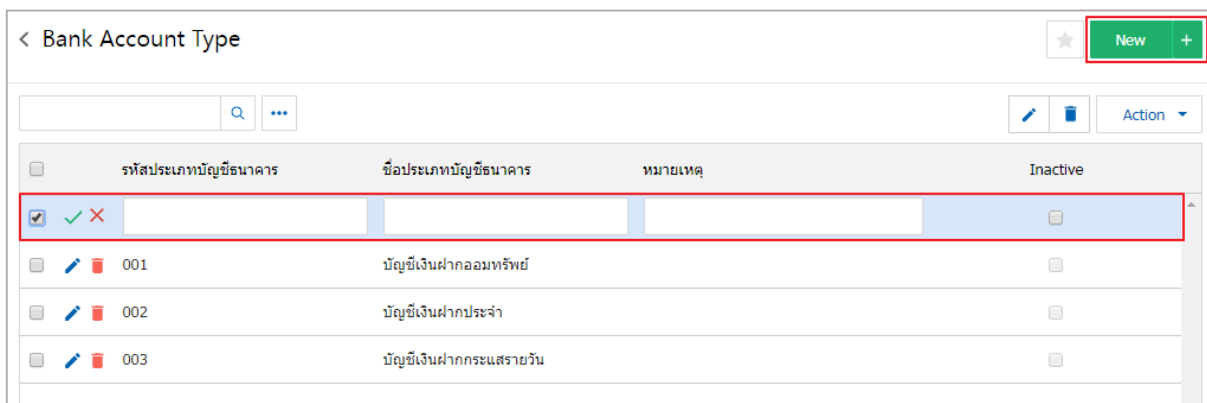 Bank Account Type
New +
Action
รหัสประเภทบัญชีธนาคาร ชื่อประเภทบัญชีธนาคาร หมายเหตุ Inactive
001 บัญชีเงินฝากออมทรัพย์
002 บัญชีเงินฝากประจำ
003 บัญชีเงินฝากกระแสรายวัน